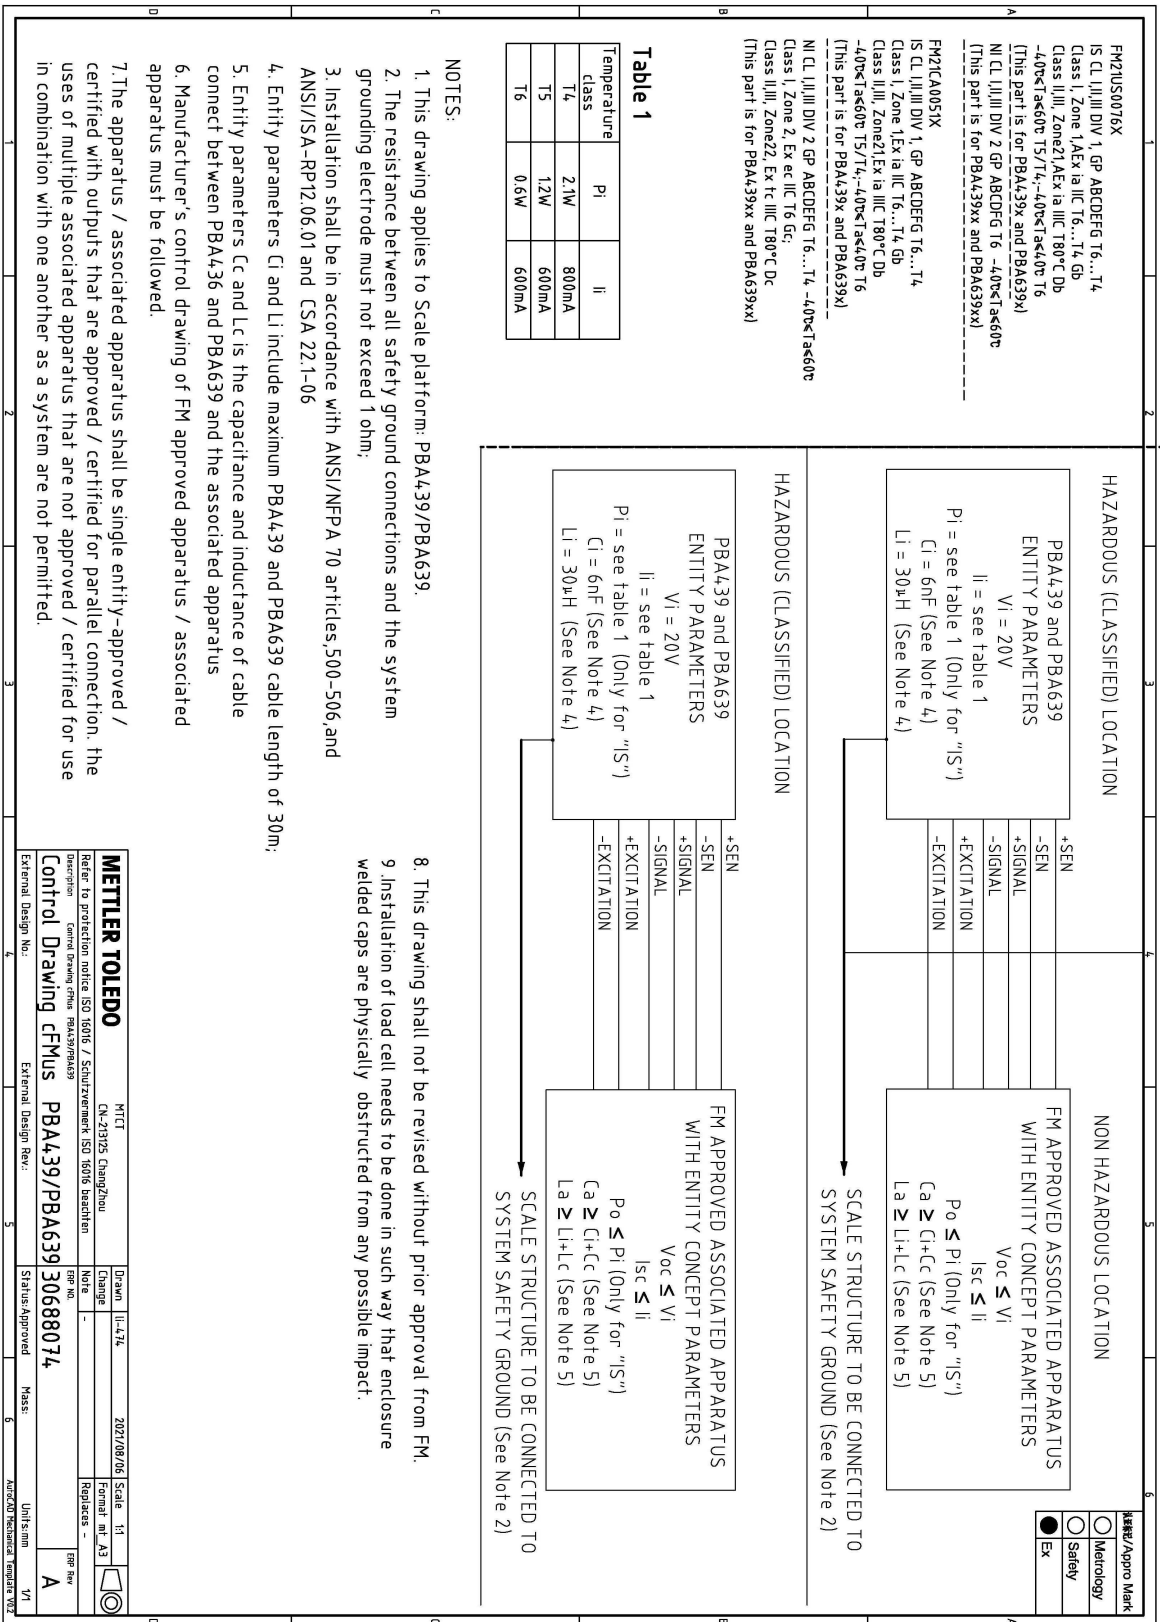 FM21US0076X
IS CL I,II,III DIV 1, GP ABCDEFG T6...T4
Class I, Zone 1,AEx ia IIC T6...T4 Gb
Class II,III, Zone21,AEx ia IIIC T80°C Db
-40℃≤Ta≤60℃ T5/T4;-40℃≤Ta≤40℃ T6
(This part is for PBA439x and PBA639x)
NI CL I,II,III DIV 2 GP ABCDFG T6 -40℃≤Ta≤60℃
(This part is for PBA439xx and PBA639xx)
FM21CA0051X
IS CL I,II,III DIV 1, GP ABCDEFG T6...T4
Class I, Zone 1,Ex ia IIC T6...T4 Gb
Class II,III, Zone21,Ex ia IIIC T80°C Db
-40℃≤Ta≤60℃ T5/T4;-40℃≤Ta≤40℃ T6
(This part is for PBA439x and PBA639x)
NI CL I,II,III DIV 2 GP ABCDEFG T6...T4 -40℃≤Ta≤60℃
Class I, Zone 2, Ex ec IIC T6 Gc;
Class II,III, Zone22, Ex tc IIIC T80°C Dc
(This part is for PBA439xx and PBA639xx)
Table 1
Temperature class Pi Ii
T4 2.1W 800mA
T5 1.2W 600mA
T6 0.6W 600mA
HAZARDOUS (CLASSIFIED) LOCATION
PBA439 and PBA639
ENTITY PARAMETERS
Vi = 20V
Ii = see table 1
Pi = see table 1 (Only for "IS")
Ci = 6nF (See Note 4)
Li = 30μH (See Note 4)
+SEN
-SEN
+SIGNAL
-SIGNAL
+EXCITATION
-EXCITATION
NON HAZARDOUS LOCATION
FM APPROVED ASSOCIATED APPARATUS
WITH ENTITY CONCEPT PARAMETERS
Voc ≤ Vi
Isc ≤ Ii
Po ≤ Pi (Only for "IS")
Ca ≥ Ci+Cc (See Note 5)
La ≥ Li+Lc (See Note 5)
SCALE STRUCTURE TO BE CONNECTED TO
SYSTEM SAFETY GROUND (See Note 2)
HAZARDOUS (CLASSIFIED) LOCATION
PBA439 and PBA639
ENTITY PARAMETERS
Vi = 20V
Ii = see table 1
Pi = see table 1 (Only for "IS")
Ci = 6nF (See Note 4)
Li = 30μH (See Note 4)
+SEN
-SEN
+SIGNAL
-SIGNAL
+EXCITATION
-EXCITATION
FM APPROVED ASSOCIATED APPARATUS
WITH ENTITY CONCEPT PARAMETERS
Voc ≤ Vi
Isc ≤ Ii
Po ≤ Pi (Only for "IS")
Ca ≥ Ci+Cc (See Note 5)
La ≥ Li+Lc (See Note 5)
SCALE STRUCTURE TO BE CONNECTED TO
SYSTEM SAFETY GROUND (See Note 2)
/Appro Mark
Metrology
Safety
Ex
NOTES:
1. This drawing applies to Scale platform: PBA439/PBA639.
2. The resistance between all safety ground connections and the system
grounding electrode must not exceed 1 ohm;
3. Installation shall be in accordance with ANSI/NFPA 70 articles,500-506,and
ANSI/ISA-RP12.06.01 and CSA 22.1-06
4. Entity parameters Ci and Li include maximum PBA439 and PBA639 cable length of 30m;
5. Entity parameters Cc and Lc is the capacitance and inductance of cable
connect between PBA436 and PBA639 and the associated apparatus
6. Manufacturer's control drawing of FM approved apparatus / associated
apparatus must be followed.
7.The apparatus / associated apparatus shall be single entity-approved /
certified with outputs that are approved / certified for parallel connection. the
uses of multiple associated apparatus that are not approved / certified for use
in combination with one another as a system are not permitted.
8. This drawing shall not be revised without prior approval from FM.
9 .Installation of load cell needs to be done in such way that enclosure
welded caps are physically obstructed from any possible impact.
METTLER TOLEDO
MTCT
CN-213125 ChangZhou
Refer to protection notice ISO 16016 / Schutzvermerk ISO 16016 beachten
Description Control Drawing cFMus PBA439/PBA639
Control Drawing cFMus PBA439/PBA639
External Design No.: External Design Rev.:
Drawn li-474 2021/08/06
Change
Note -
Scale 1:1
Format mt_A3
Replaces -
ERP NO.
30688074
ERP Rev
A
Status:Approved Mass: Units:mm 1/1
AutoCAD Mechanical Template V0.2
1 2 3 4 5 6
A B C D